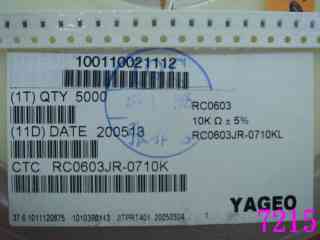 100110021112
(1T) QTY 5000
RC0603
10K Ω ± 5%
(11D) DATE 200513
RC0603JR-0710KL
CTC RC0603JR-0710K
YAGEO
7215